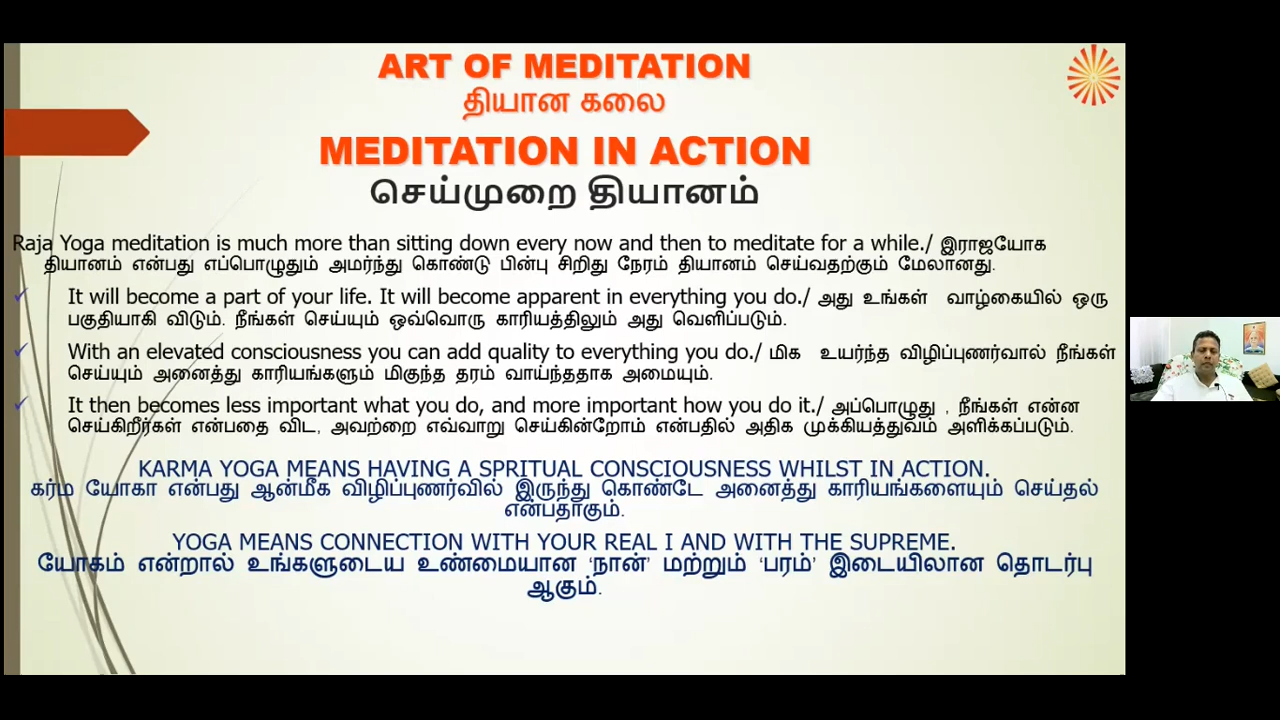 ART OF MEDITATION
தியான கலை
MEDITATION IN ACTION
செய்முறை தியானம்
Raja Yoga meditation is much more than sitting down every now and then to meditate for a while./ இராஜயோக
தியானம் என்பது எப்பொழுதும் அமர்ந்து கொண்டு பின்பு சிறிது நேரம் தியானம் செய்வதற்கும் மேலானது.
✓ It will become a part of your life. It will become apparent in everything you do./ அது உங்கள் வாழ்கையில் ஒரு
பகுதியாகி விடும். நீங்கள் செய்யும் ஒவ்வொரு காரியத்திலும் அது வெளிப்படும்.
✓ With an elevated consciousness you can add quality to everything you do./ மிக உயர்ந்த விழிப்புணர்வால் நீங்கள்
செய்யும் அனைத்து காரியங்களும் மிகுந்த தரம் வாய்ந்ததாக அமையும்.
✓ It then becomes less important what you do, and more important how you do it./ அப்பொழுது , நீங்கள் என்ன
செய்கிறீர்கள் என்பதை விட, அவற்றை எவ்வாறு செய்கின்றோம் என்பதில் அதிக முக்கியத்துவம் அளிக்கப்படும்.
KARMA YOGA MEANS HAVING A SPRITUAL CONSCIOUSNESS WHILST IN ACTION.
கர்ம யோகா என்பது ஆன்மீக விழிப்புணர்வில் இருந்து கொண்டே அனைத்து காரியங்களையும் செய்தல்
என்பதாகும்.
YOGA MEANS CONNECTION WITH YOUR REAL I AND WITH THE SUPREME.
யோகம் என்றால் உங்களுடைய உண்மையான ‘நான்’ மற்றும் ‘பரம்’ இடையிலான தொடர்பு
ஆகும்.